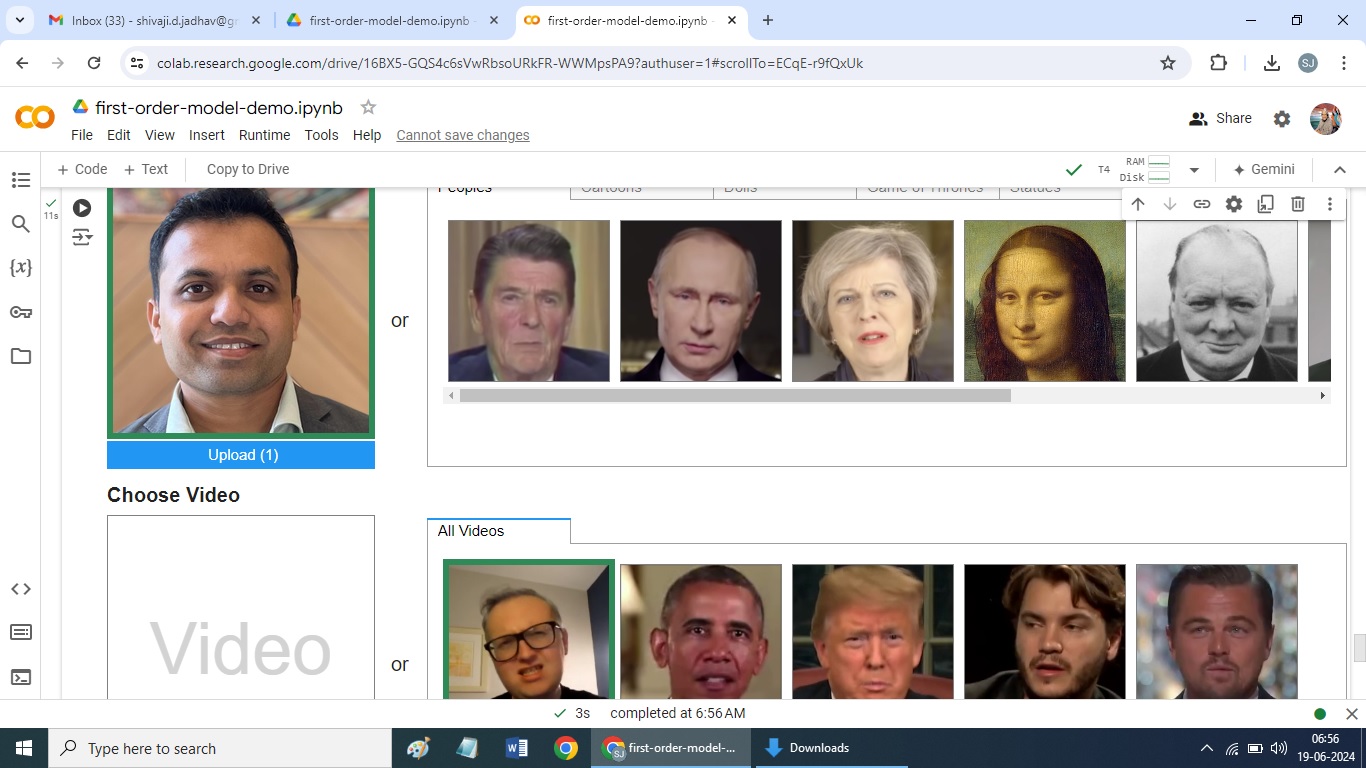 Inbox (33) - shivaji.d.jadhav@g
first-order-model-demo.ipynb -
first-order-model-demo.ipynb -
colab.research.google.com/drive/16BX5-GQS4c6sVwRbsoURkFR-WWMpsPA9?authuser=1#scrollTo=ECqE-r9fQxUk
SJ
first-order-model-demo.ipynb
File Edit View Insert Runtime Tools Help Cannot save changes
Share
+ Code + Text Copy to Drive
T4 RAM
Disk
Gemini
Peoples Cartoons Dolls Game of Thrones Statues
11s
{x}
or
Upload (1)
Choose Video
All Videos
Video
or
3s completed at 6:56 AM
Type here to search
first-order-model-...
Downloads
06:56
19-06-2024